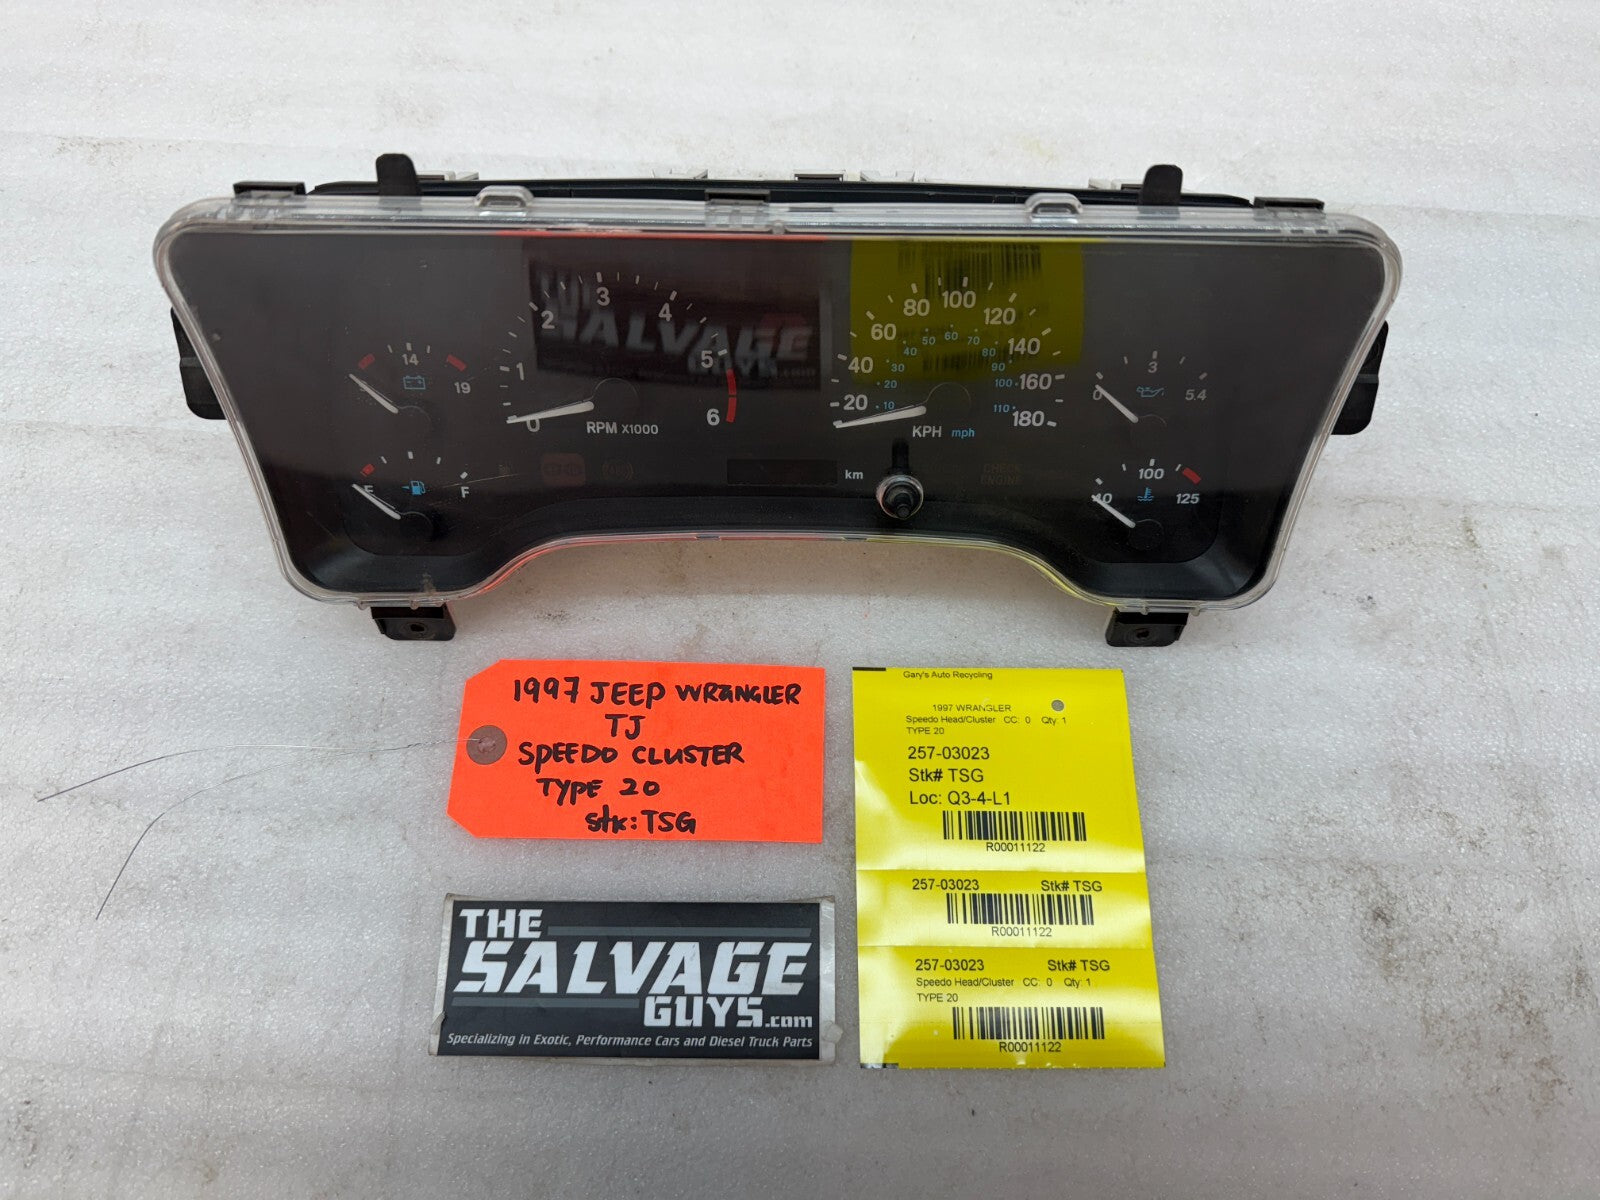 14
19
E
F
0
1
2
3
4
5
6
RPM X1000
ABS
20
40
60
80
100
120
140
160
180
10
20
30
40
50
60
70
80
90
100
110
KPH mph
km
CHECK
ENGINE
0
3
5.4
40
100
125
SALVAGE
GUYS
1997 JEEP WRANGLER
TJ
SPEEDO CLUSTER
TYPE 20
stk: TSG
THE
SALVAGE
GUYS.com
Specializing in Exotic, Performance Cars and Diesel Truck Parts
Gary's Auto Recycling
1997 WRANGLER
Speedo Head/Cluster CC: 0 Qty: 1
TYPE 20
257-03023
Stk# TSG
Loc: Q3-4-L1
R00011122
257-03023 Stk# TSG
R00011122
257-03023 Stk# TSG
Speedo Head/Cluster CC: 0 Qty: 1
TYPE 20
R00011122